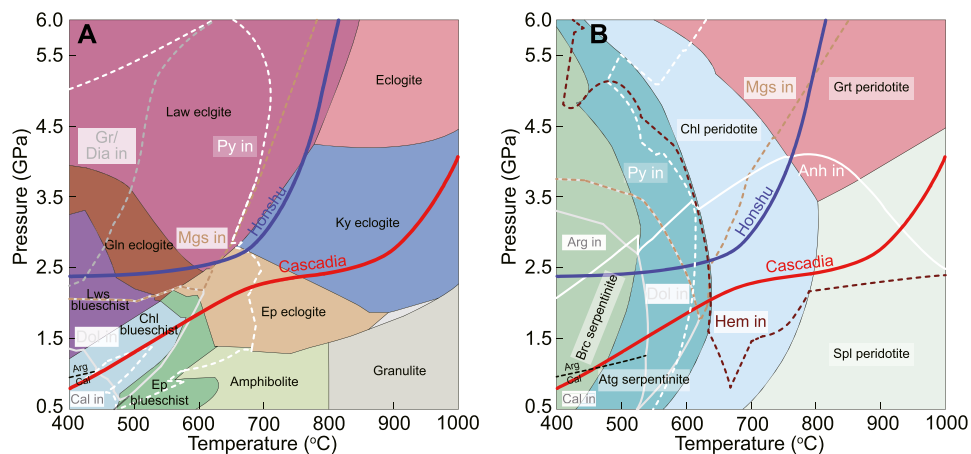 A
6.0
4.5
3.5
2.5
1.5
0.5
Pressure (GPa)
400
500
600
700
800
900
1000
Temperature (°C)
Law eclgite
Eclogite
Gr/
Dia in
Py in
Honshu
Ky eclogite
Mgs in
Gln eclogite
Cascadia
Lws
blueschist
Ep eclogite
Chl
blueschist
Dol in
Arg
Cal
Cal in
Ep
blueschist
Amphibolite
Granulite
B
6.0
4.5
3.5
2.5
1.5
0.5
Pressure (GPa)
400
500
600
700
800
900
1000
Temperature (°C)
Mgs in
Grt peridotite
Chl peridotite
Py in
Anh in
Honshu
Arg in
Cascadia
Dol in
Hem in
Brc serpentinite
Spl peridotite
Arg
Cal
Atg serpentinite
Cal in